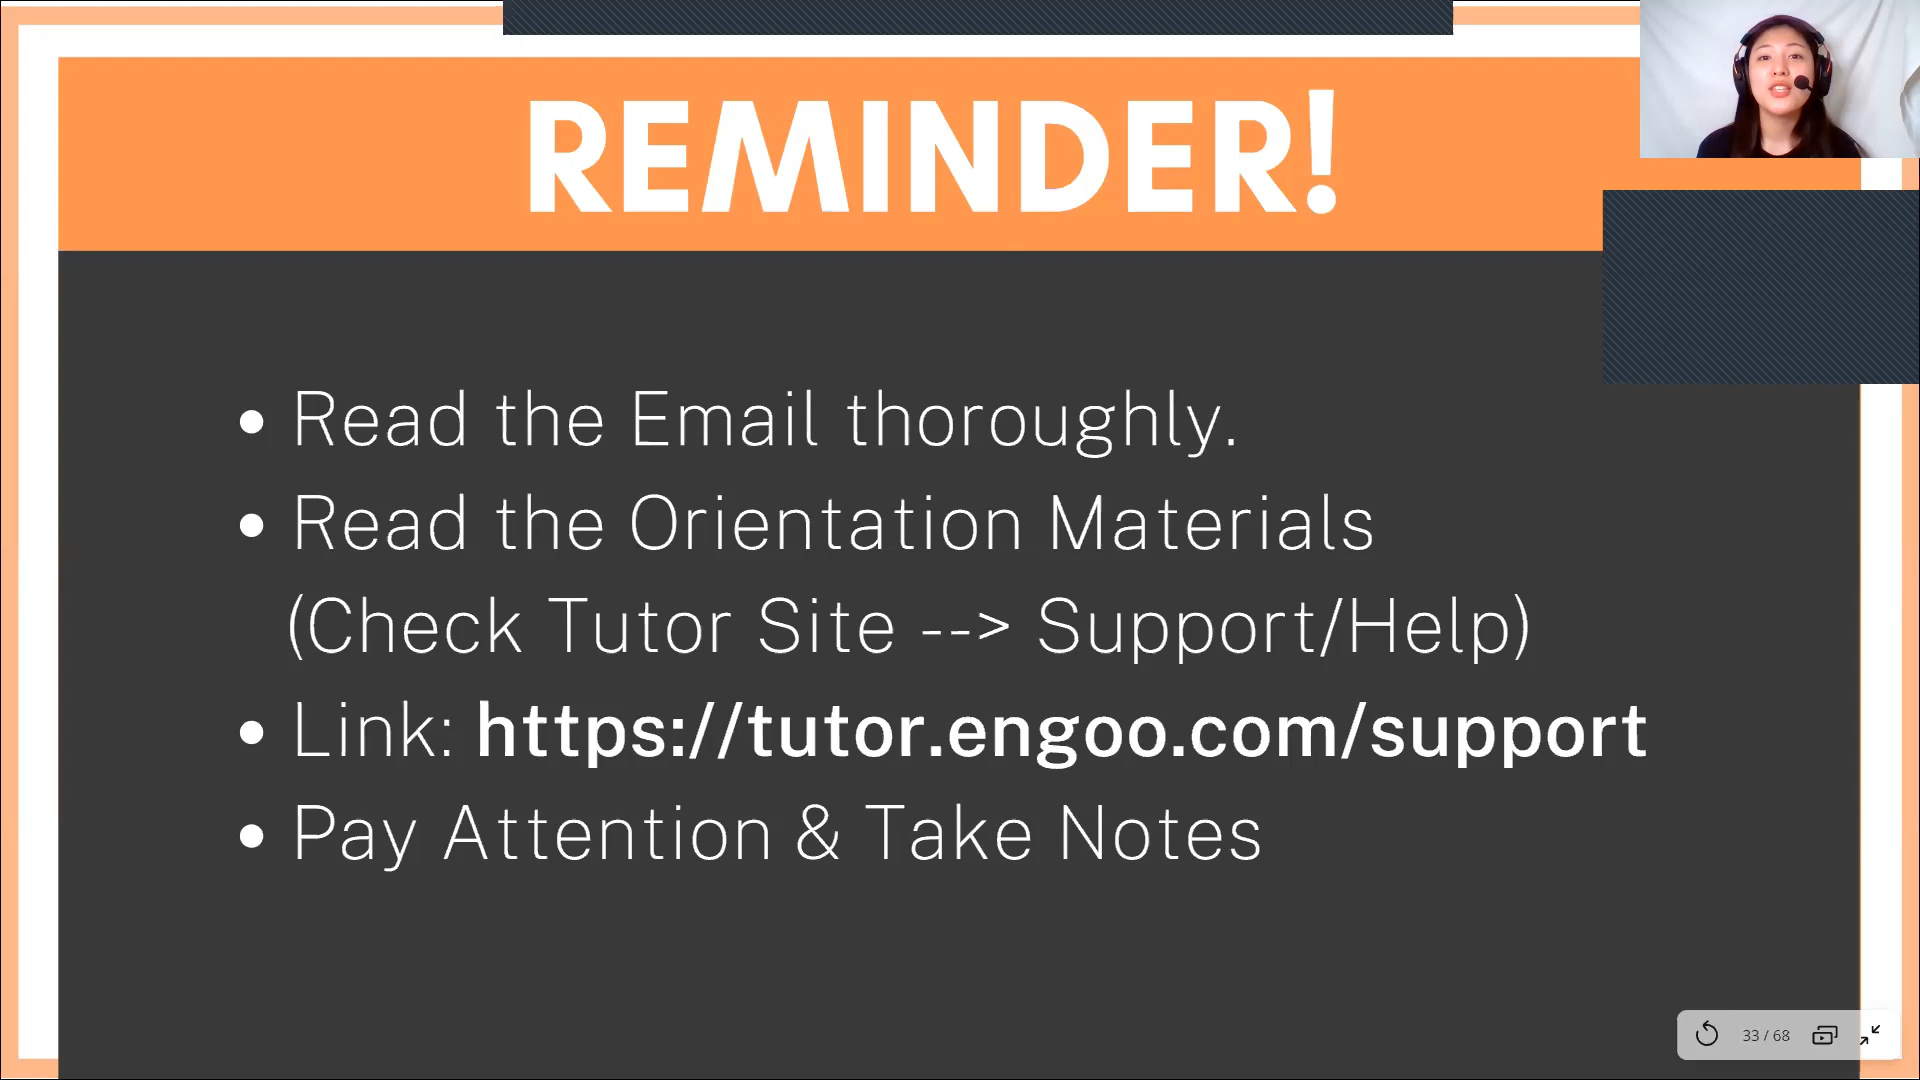 REMINDER!
• Read the Email thoroughly.
• Read the Orientation Materials
(Check Tutor Site --> Support/Help)
• Link: https://tutor.engoo.com/support
• Pay Attention & Take Notes
33 / 68